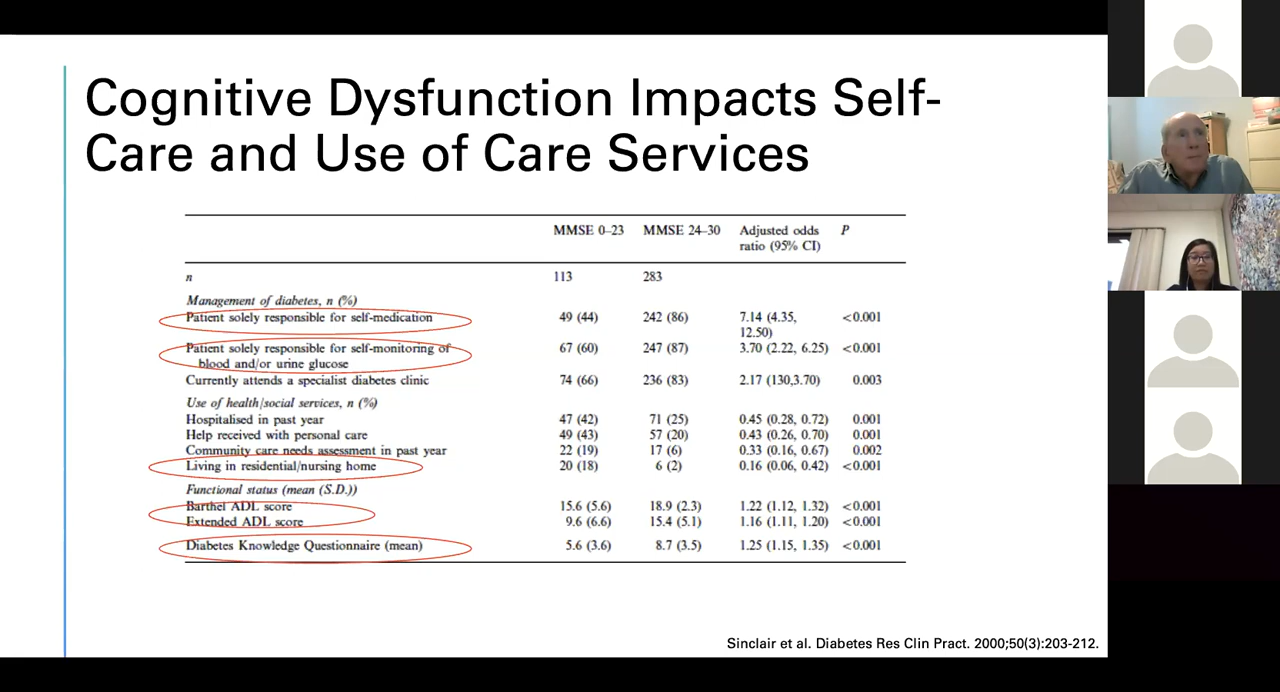 Cognitive Dysfunction Impacts Self-
Care and Use of Care Services
MMSE 0–23 MMSE 24–30 Adjusted odds P
ratio (95% CI)
n 113 283
Management of diabetes, n (%)
Patient solely responsible for self-medication 49 (44) 242 (86) 7.14 (4.35, <0.001
12.50)
Patient solely responsible for self-monitoring of 67 (60) 247 (87) 3.70 (2.22, 6.25) <0.001
blood and/or urine glucose
Currently attends a specialist diabetes clinic 74 (66) 236 (83) 2.17 (130,3.70) 0.003
Use of health/social services, n (%)
Hospitalised in past year 47 (42) 71 (25) 0.45 (0.28, 0.72) 0.001
Help received with personal care 49 (43) 57 (20) 0.43 (0.26, 0.70) 0.001
Community care needs assessment in past year 22 (19) 17 (6) 0.33 (0.16, 0.67) 0.002
Living in residential/nursing home 20 (18) 6 (2) 0.16 (0.06, 0.42) <0.001
Functional status (mean (S.D.))
Barthel ADL score 15.6 (5.6) 18.9 (2.3) 1.22 (1.12, 1.32) <0.001
Extended ADL score 9.6 (6.6) 15.4 (5.1) 1.16 (1.11, 1.20) <0.001
Diabetes Knowledge Questionnaire (mean) 5.6 (3.6) 8.7 (3.5) 1.25 (1.15, 1.35) <0.001
Sinclair et al. Diabetes Res Clin Pract. 2000;50(3):203-212.